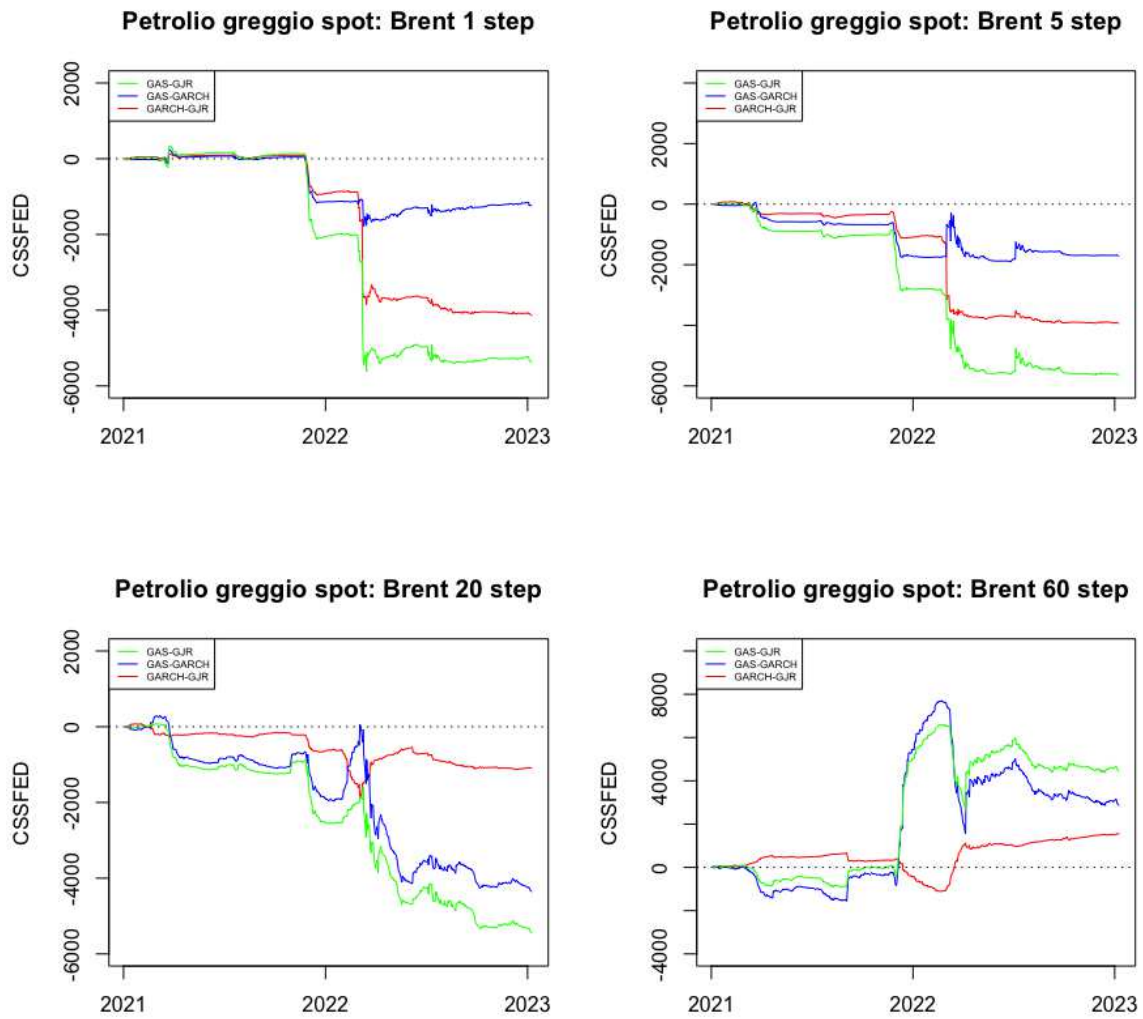 Petrolio greggio spot: Brent 1 step
GAS-GJR
GAS-GARCH
GARCH-GJR
CSSFED
2000
0
-2000
-4000
-6000
2021
2022
2023
Petrolio greggio spot: Brent 5 step
GAS-GJR
GAS-GARCH
GARCH-GJR
CSSFED
2000
0
-2000
-6000
2021
2022
2023
Petrolio greggio spot: Brent 20 step
GAS-GJR
GAS-GARCH
GARCH-GJR
CSSFED
2000
0
-2000
-4000
-6000
2021
2022
2023
Petrolio greggio spot: Brent 60 step
GAS-GJR
GAS-GARCH
GARCH-GJR
CSSFED
8000
4000
0
-4000
2021
2022
2023